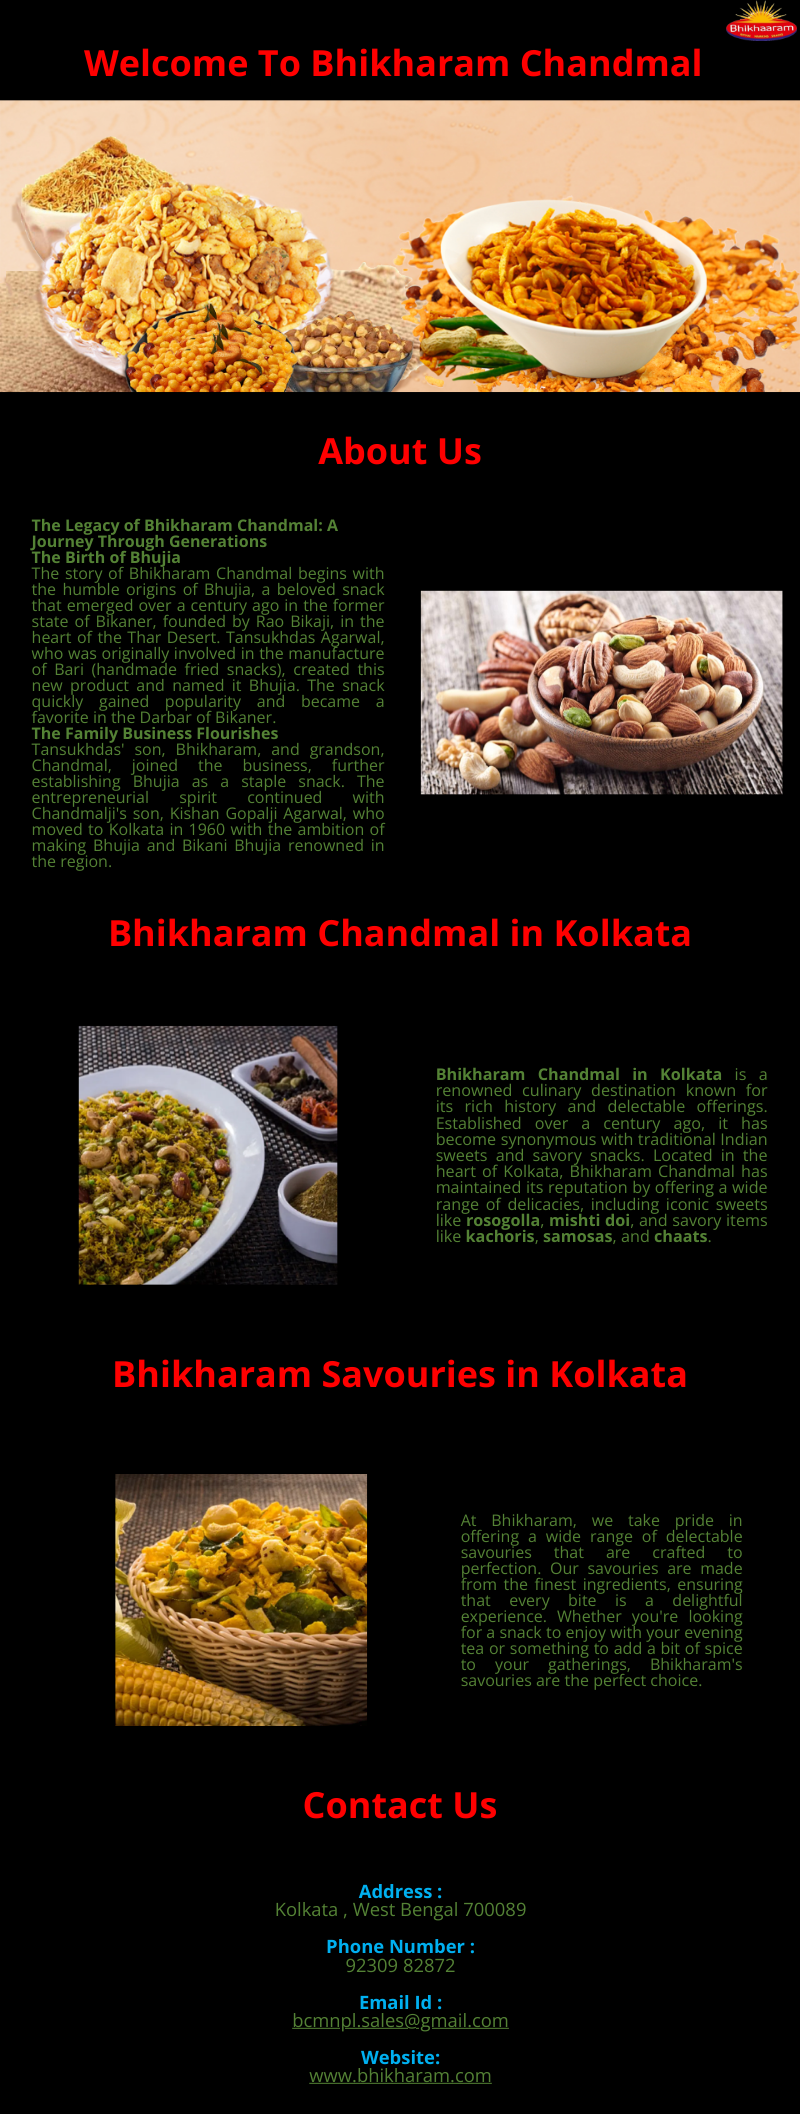 Bhikhaaram
Welcome To Bhikharam Chandmal
About Us
The Legacy of Bhikharam Chandmal: A
Journey Through Generations
The Birth of Bhujia
The story of Bhikharam Chandmal begins with
the humble origins of Bhujia, a beloved snack
that emerged over a century ago in the former
state of Bikaner, founded by Rao Bikaji, in the
heart of the Thar Desert. Tansukhdas Agarwal,
who was originally involved in the manufacture
of Bari (handmade fried snacks), created this
new product and named it Bhujia. The snack
quickly gained popularity and became a
favorite in the Darbar of Bikaner.
The Family Business Flourishes
Tansukhdas' son, Bhikharam, and grandson,
Chandmal, joined the business, further
establishing Bhujia as a staple snack. The
entrepreneurial spirit continued with
Chandmalji's son, Kishan Gopalji Agarwal, who
moved to Kolkata in 1960 with the ambition of
making Bhujia and Bikani Bhujia renowned in
the region.
Bhikharam Chandmal in Kolkata
Bhikharam Chandmal in Kolkata is a
renowned culinary destination known for
its rich history and delectable offerings.
Established over a century ago, it has
become synonymous with traditional Indian
sweets and savory snacks. Located in the
heart of Kolkata, Bhikharam Chandmal has
maintained its reputation by offering a wide
range of delicacies, including iconic sweets
like rosogolla, mishti doi, and savory items
like kachoris, samosas, and chaats.
Bhikharam Savouries in Kolkata
At Bhikharam, we take pride in
offering a wide range of delectable
savouries that are crafted to
perfection. Our savouries are made
from the finest ingredients, ensuring
that every bite is a delightful
experience. Whether you're looking
for a snack to enjoy with your evening
tea or something to add a bit of spice
to your gatherings, Bhikharam's
savouries are the perfect choice.
Contact Us
Address :
Kolkata , West Bengal 700089
Phone Number :
92309 82872
Email Id :
bcmnpl.sales@gmail.com
Website:
www.bhikharam.com